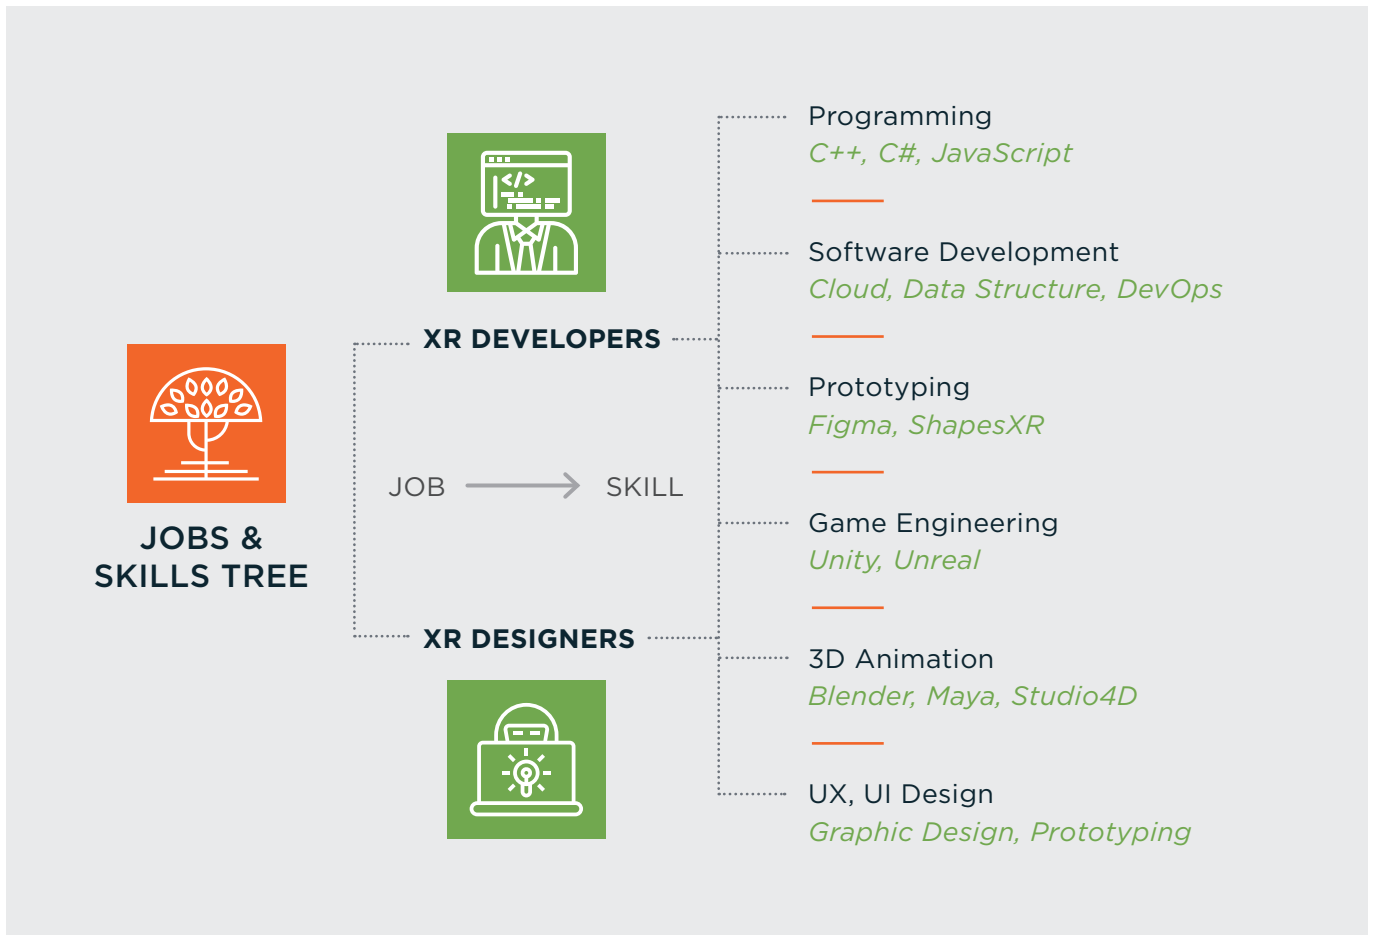 JOBS &
SKILLS TREE
XR DEVELOPERS
JOB
SKILL
XR DESIGNERS
Programming
C++, C#, JavaScript
Software Development
Cloud, Data Structure, DevOps
Prototyping
Figma, ShapesXR
Game Engineering
Unity, Unreal
3D Animation
Blender, Maya, Studio4D
UX, UI Design
Graphic Design, Prototyping